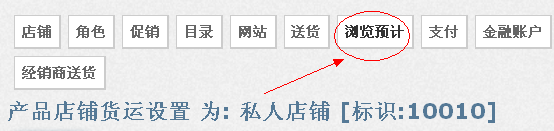 店铺 角色 促销 目录 网站 送货 浏览预计 支付 金融账户
经销商送货
产品店铺货运设置 为: 私人店铺 [标识:10010]